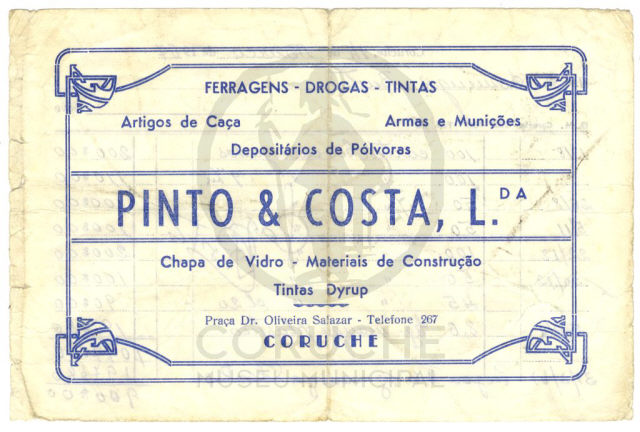 FERRAGENS - DROGAS - TINTAS
Artigos de Caça Armas e Munições
Depositários de Pólvoras
PINTO & COSTA, L.DA
Chapa de Vidro - Materiais de Construção
Tintas Dyrup
Praça Dr. Oliveira Salazar - Telefone 267
CORUCHE
CORUCHE
MUSEU MUNICIPAL